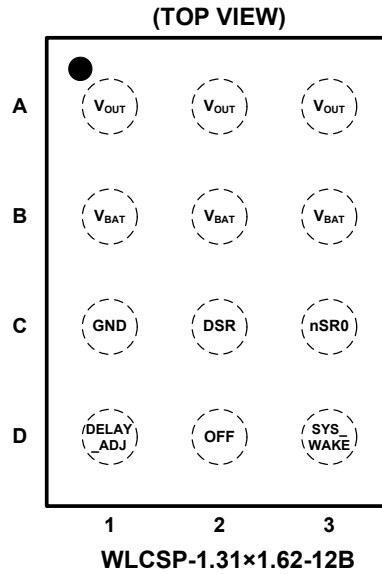 (TOP VIEW)
A VOUT VOUT VOUT
B VBAT VBAT VBAT
C GND DSR nSR0
D DELAY_ADJ OFF SYS_WAKE
1 2 3
WLCSP-1.31×1.62-12B